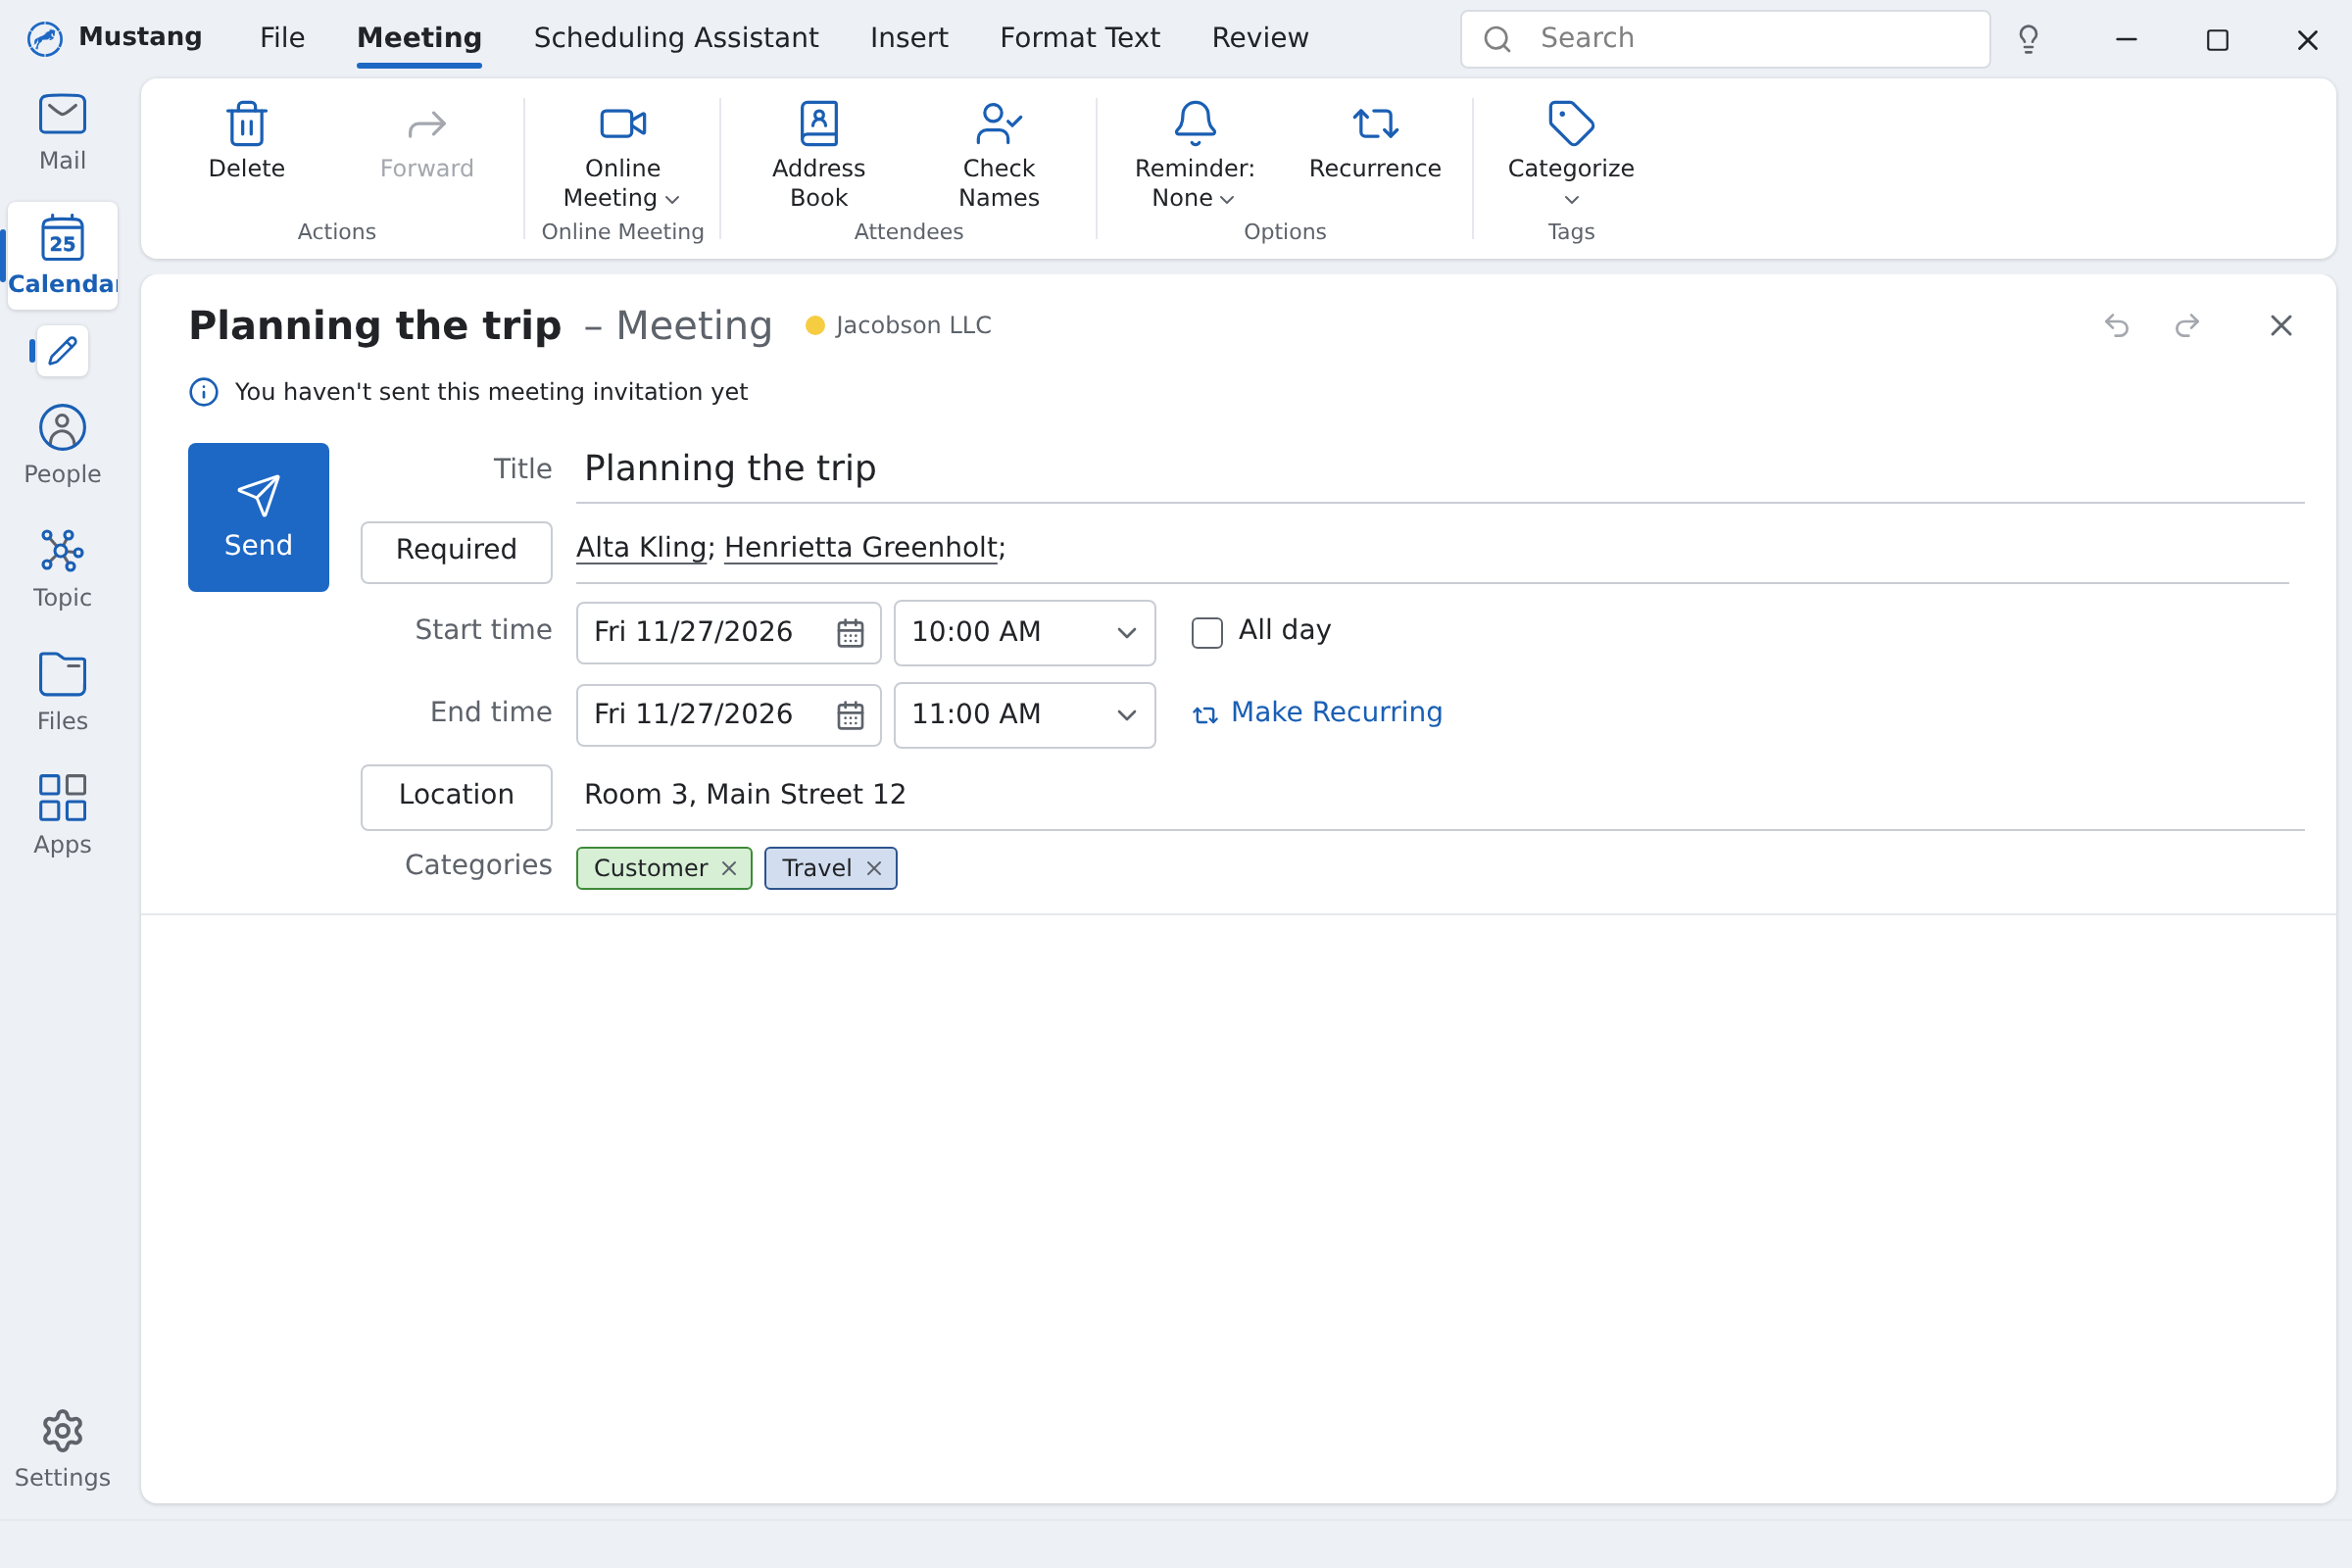 Mustang File Meeting Scheduling Assistant Insert Format Text Review Search
Mail
25
Calendar
People
Topic
Files
Apps
Settings
Delete
Forward
Actions
Online
Meeting
Online Meeting
Address
Book
Check
Names
Attendees
Reminder:
None
Recurrence
Options
Categorize
Tags
Planning the trip – Meeting Jacobson LLC
You haven't sent this meeting invitation yet
Send
Title Planning the trip
Required Alta Kling; Henrietta Greenholt;
Start time Fri 11/27/2026 10:00 AM All day
End time Fri 11/27/2026 11:00 AM Make Recurring
Location Room 3, Main Street 12
Categories Customer Travel